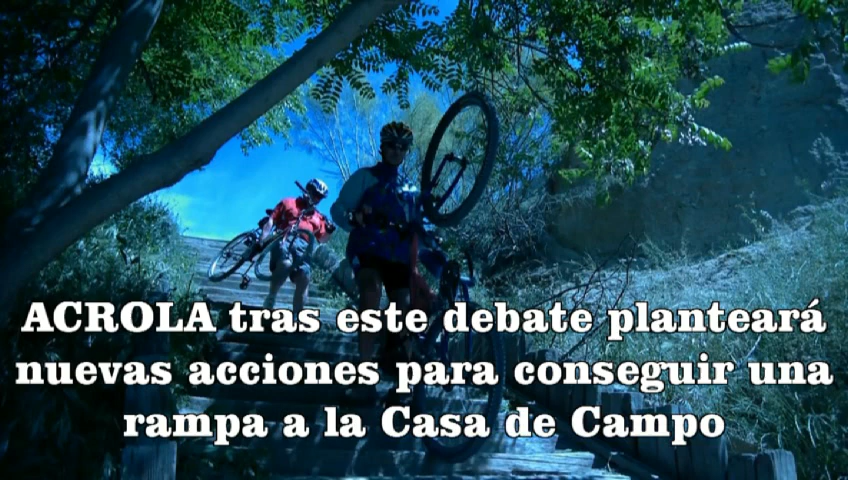 ACROLA tras este debate planteará
nuevas acciones para conseguir una
rampa a la Casa de Campo